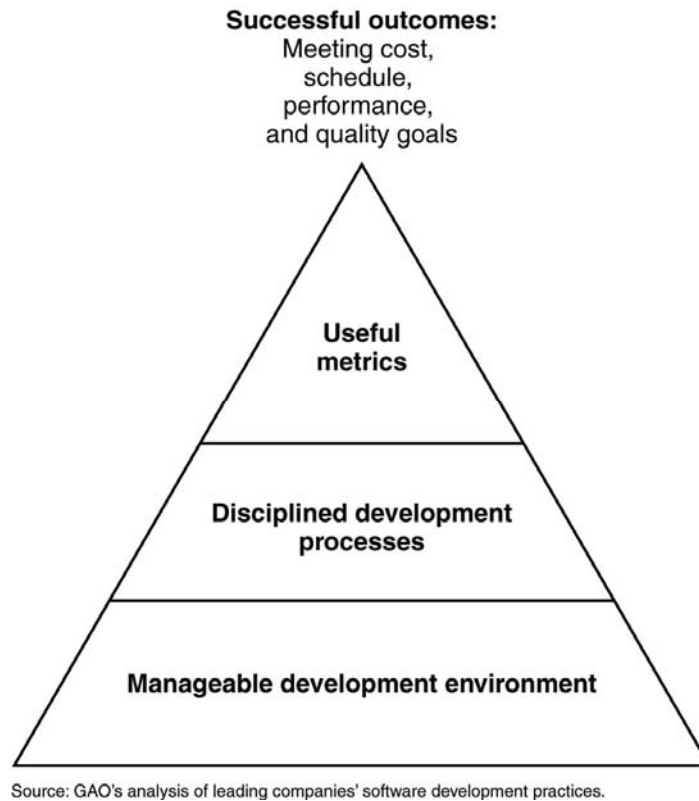 Successful outcomes:
Meeting cost,
schedule,
performance,
and quality goals
Useful
metrics
Disciplined development
processes
Manageable development environment
Source: GAO's analysis of leading companies' software development practices.